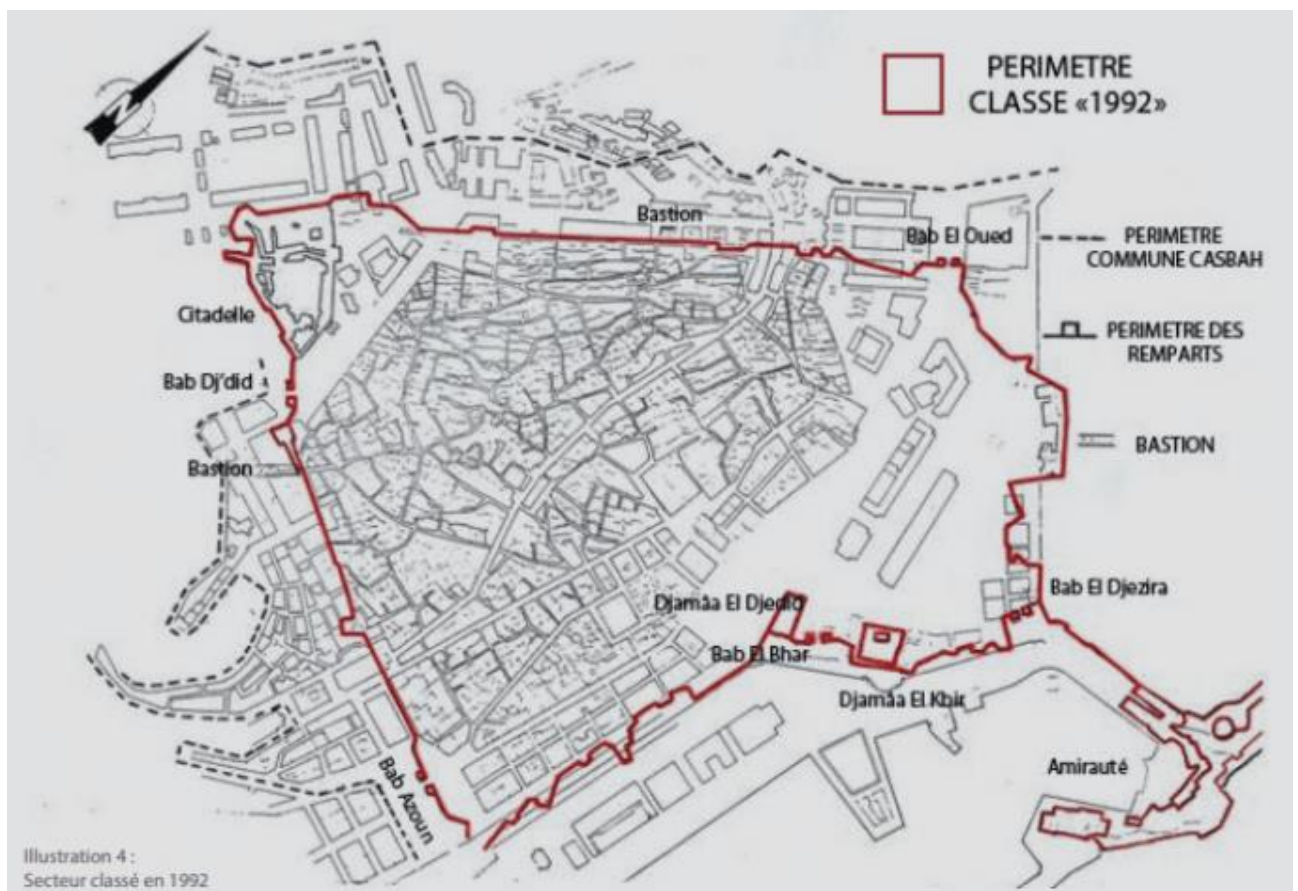 PERIMETRE
CLASSE «1992»
Bastion
Bab El Oued
PERIMETRE
COMMUNE CASBAH
Citadelle
PERIMETRE DES
REMPARTS
Bab Dj'did
BASTION
Bastion
Bab El Djezira
Djamâa El Djedid
Bab El Bhar
Djamâa El Kbir
Amirauté
Bab Azoun
Illustration 4 :
Secteur classé en 1992